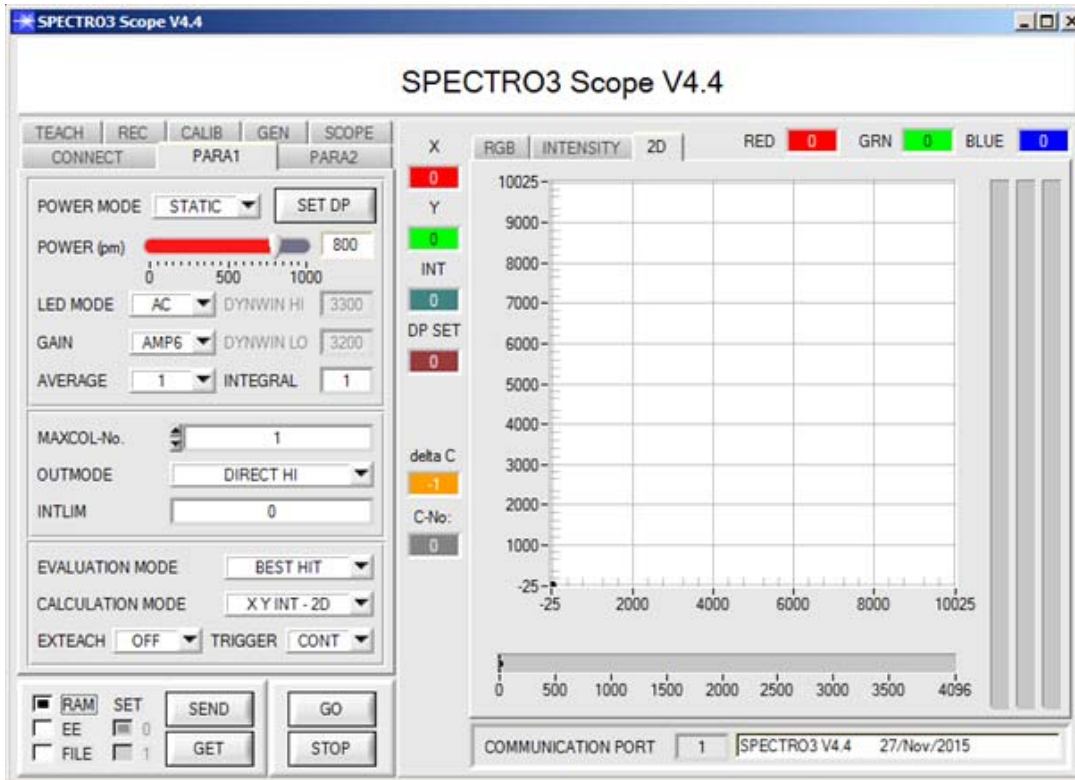 SPECTRO3 Scope V4.4
SPECTRO3 Scope V4.4
TEACH REC CALIB GEN SCOPE
CONNECT PARA1 PARA2
POWER MODE STATIC SET DP
POWER (pm) 800
0 500 1000
LED MODE AC DYNWIN HI 3300
GAIN AMP6 DYNWIN LO 3200
AVERAGE 1 INTEGRAL 1
MAXCOL-No. 1
OUTMODE DIRECT HI
INTLIM 0
EVALUATION MODE BEST HIT
CALCULATION MODE X Y INT - 2D
EXTEACH OFF TRIGGER CONT
RAM SET SEND GO
EE 0
FILE 1 GET STOP
X
0
Y
0
INT
0
DP SET
0
delta C
-1
C-No:
0
RGB INTENSITY 2D RED 0 GRN 0 BLUE 0
10025
9000
8000
7000
6000
5000
4000
3000
2000
1000
-25
-25 2000 4000 6000 8000 10025
0 500 1000 1500 2000 2500 3000 3500 4096
COMMUNICATION PORT 1 SPECTRO3 V4.4 27/Nov/2015